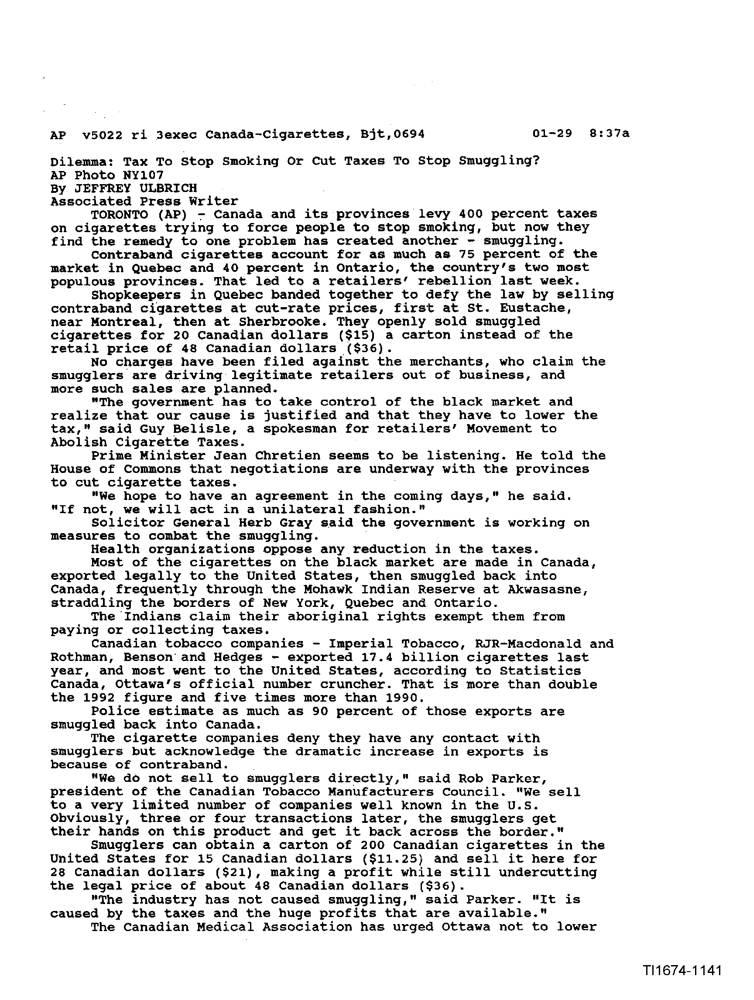 AP v5022 ri 3exec Canada-Cigarettes, Bjt,0694 01-29 8:37a
Dilemma: Tax To Stop Smoking Or Cut Taxes To Stop Smuggling?
AP Photo NY107
By JEFFREY ULBRICH
Associated Press Writer
TORONTO (AP) - Canada and its provinces levy 400 percent taxes
on cigarettes trying to force people to stop smoking, but now they
find the remedy to one problem has created another - smuggling.
Contraband cigarettes account for as much as 75 percent of the
market in Quebec and 40 percent in Ontario, the country's two most
populous provinces. That led to a retailers' rebellion last week.
Shopkeepers in Quebec banded together to defy the law by selling
contraband cigarettes at cut-rate prices, first at St. Eustache,
near Montreal, then at Sherbrooke. They openly sold smuggled
cigarettes for 20 Canadian dollars ($15) a carton instead of the
retail price of 48 Canadian dollars ($36).
No charges have been filed against the merchants, who claim the
smugglers are driving legitimate retailers out of business, and
more such sales are planned.
"The government has to take control of the black market and
realize that our cause is justified and that they have to lower the
tax," said Guy Belisle, a spokesman for retailers' Movement to
Abolish Cigarette Taxes.
Prime Minister Jean Chretien seems to be listening. He told the
House of Commons that negotiations are underway with the provinces
to cut cigarette taxes.
"We hope to have an agreement in the coming days," he said.
"If not, we will act in a unilateral fashion."
Solicitor General Herb Gray said the government is working on
measures to combat the smuggling.
Health organizations oppose any reduction in the taxes.
Most of the cigarettes on the black market are made in Canada,
exported legally to the United States, then smuggled back into
Canada, frequently through the Mohawk Indian Reserve at Akwasasne,
straddling the borders of New York, Quebec and Ontario.
The Indians claim their aboriginal rights exempt them from
paying or collecting taxes.
Canadian tobacco companies - Imperial Tobacco, RJR-Macdonald and
Rothman, Benson and Hedges - exported 17.4 billion cigarettes last
year, and most went to the United States, according to Statistics
Canada, Ottawa's official number cruncher. That is more than double
the 1992 figure and five times more than 1990.
Police estimate as much as 90 percent of those exports are
smuggled back into Canada.
The cigarette companies deny they have any contact with
smugglers but acknowledge the dramatic increase in exports is
because of contraband.
"We do not sell to smugglers directly," said Rob Parker,
president of the Canadian Tobacco Manufacturers Council. "We sell
to a very limited number of companies well known in the U.S.
Obviously, three or four transactions later, the smugglers get
their hands on this product and get it back across the border."
Smugglers can obtain a carton of 200 Canadian cigarettes in the
United States for 15 Canadian dollars ($11.25) and sell it here for
28 Canadian dollars ($21), making a profit while still undercutting
the legal price of about 48 Canadian dollars ($36).
"The industry has not caused smuggling," said Parker. "It is
caused by the taxes and the huge profits that are available."
The Canadian Medical Association has urged Ottawa not to lower
TI1674-1141